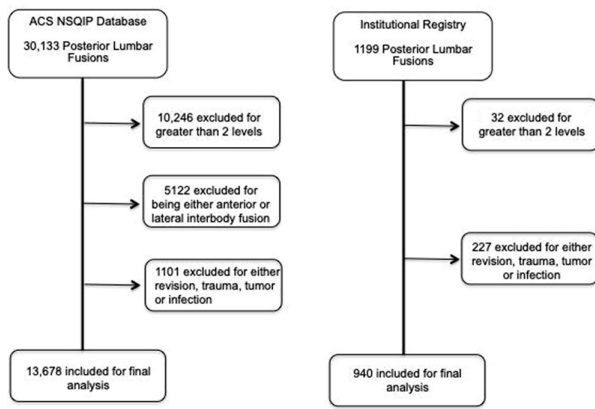 ACS NSQIP Database
30,133 Posterior Lumbar
Fusions
10,246 excluded for
greater than 2 levels
5122 excluded for
being either anterior or
lateral interbody fusion
1101 excluded for either
revision, trauma, tumor
or infection
13,678 included for final
analysis
Institutional Registry
1199 Posterior Lumbar
Fusions
32 excluded for
greater than 2 levels
227 excluded for either
revision, trauma, tumor
or infection
940 included for final
analysis